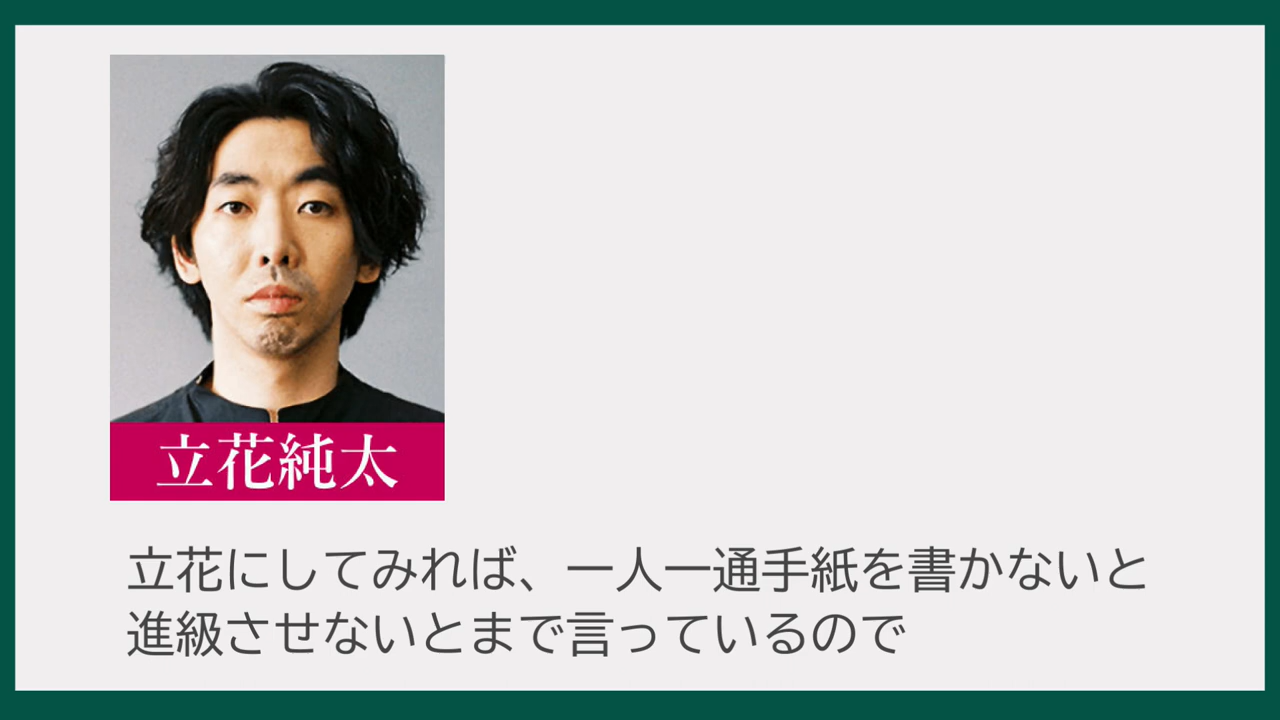 立花純太
立花にしてみれば、一人一通手紙を書かないと
進級させないとまで言っているので